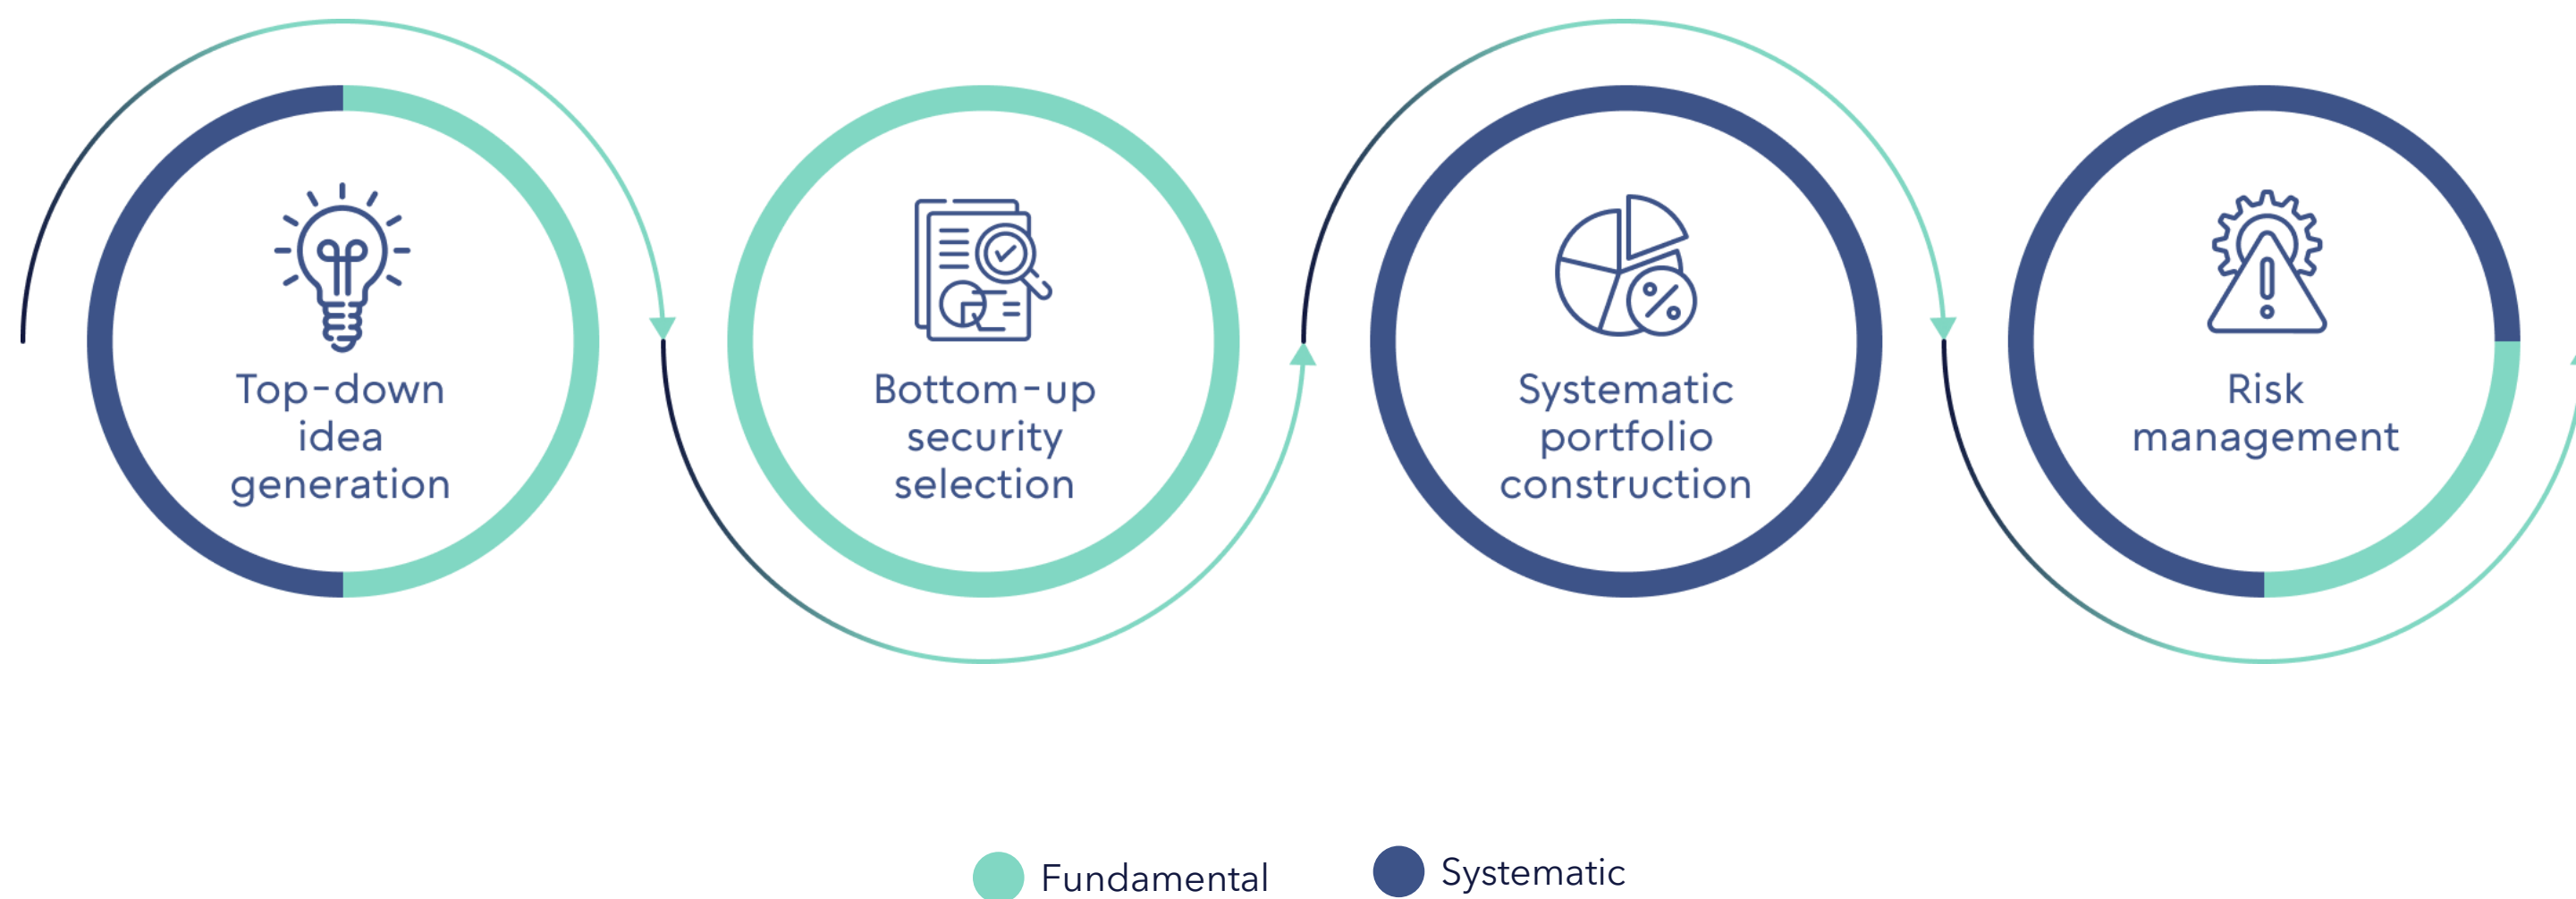 Top-down
idea
generation
Bottom-up
security
selection
Systematic
portfolio
construction
Risk
management
Fundamental
Systematic